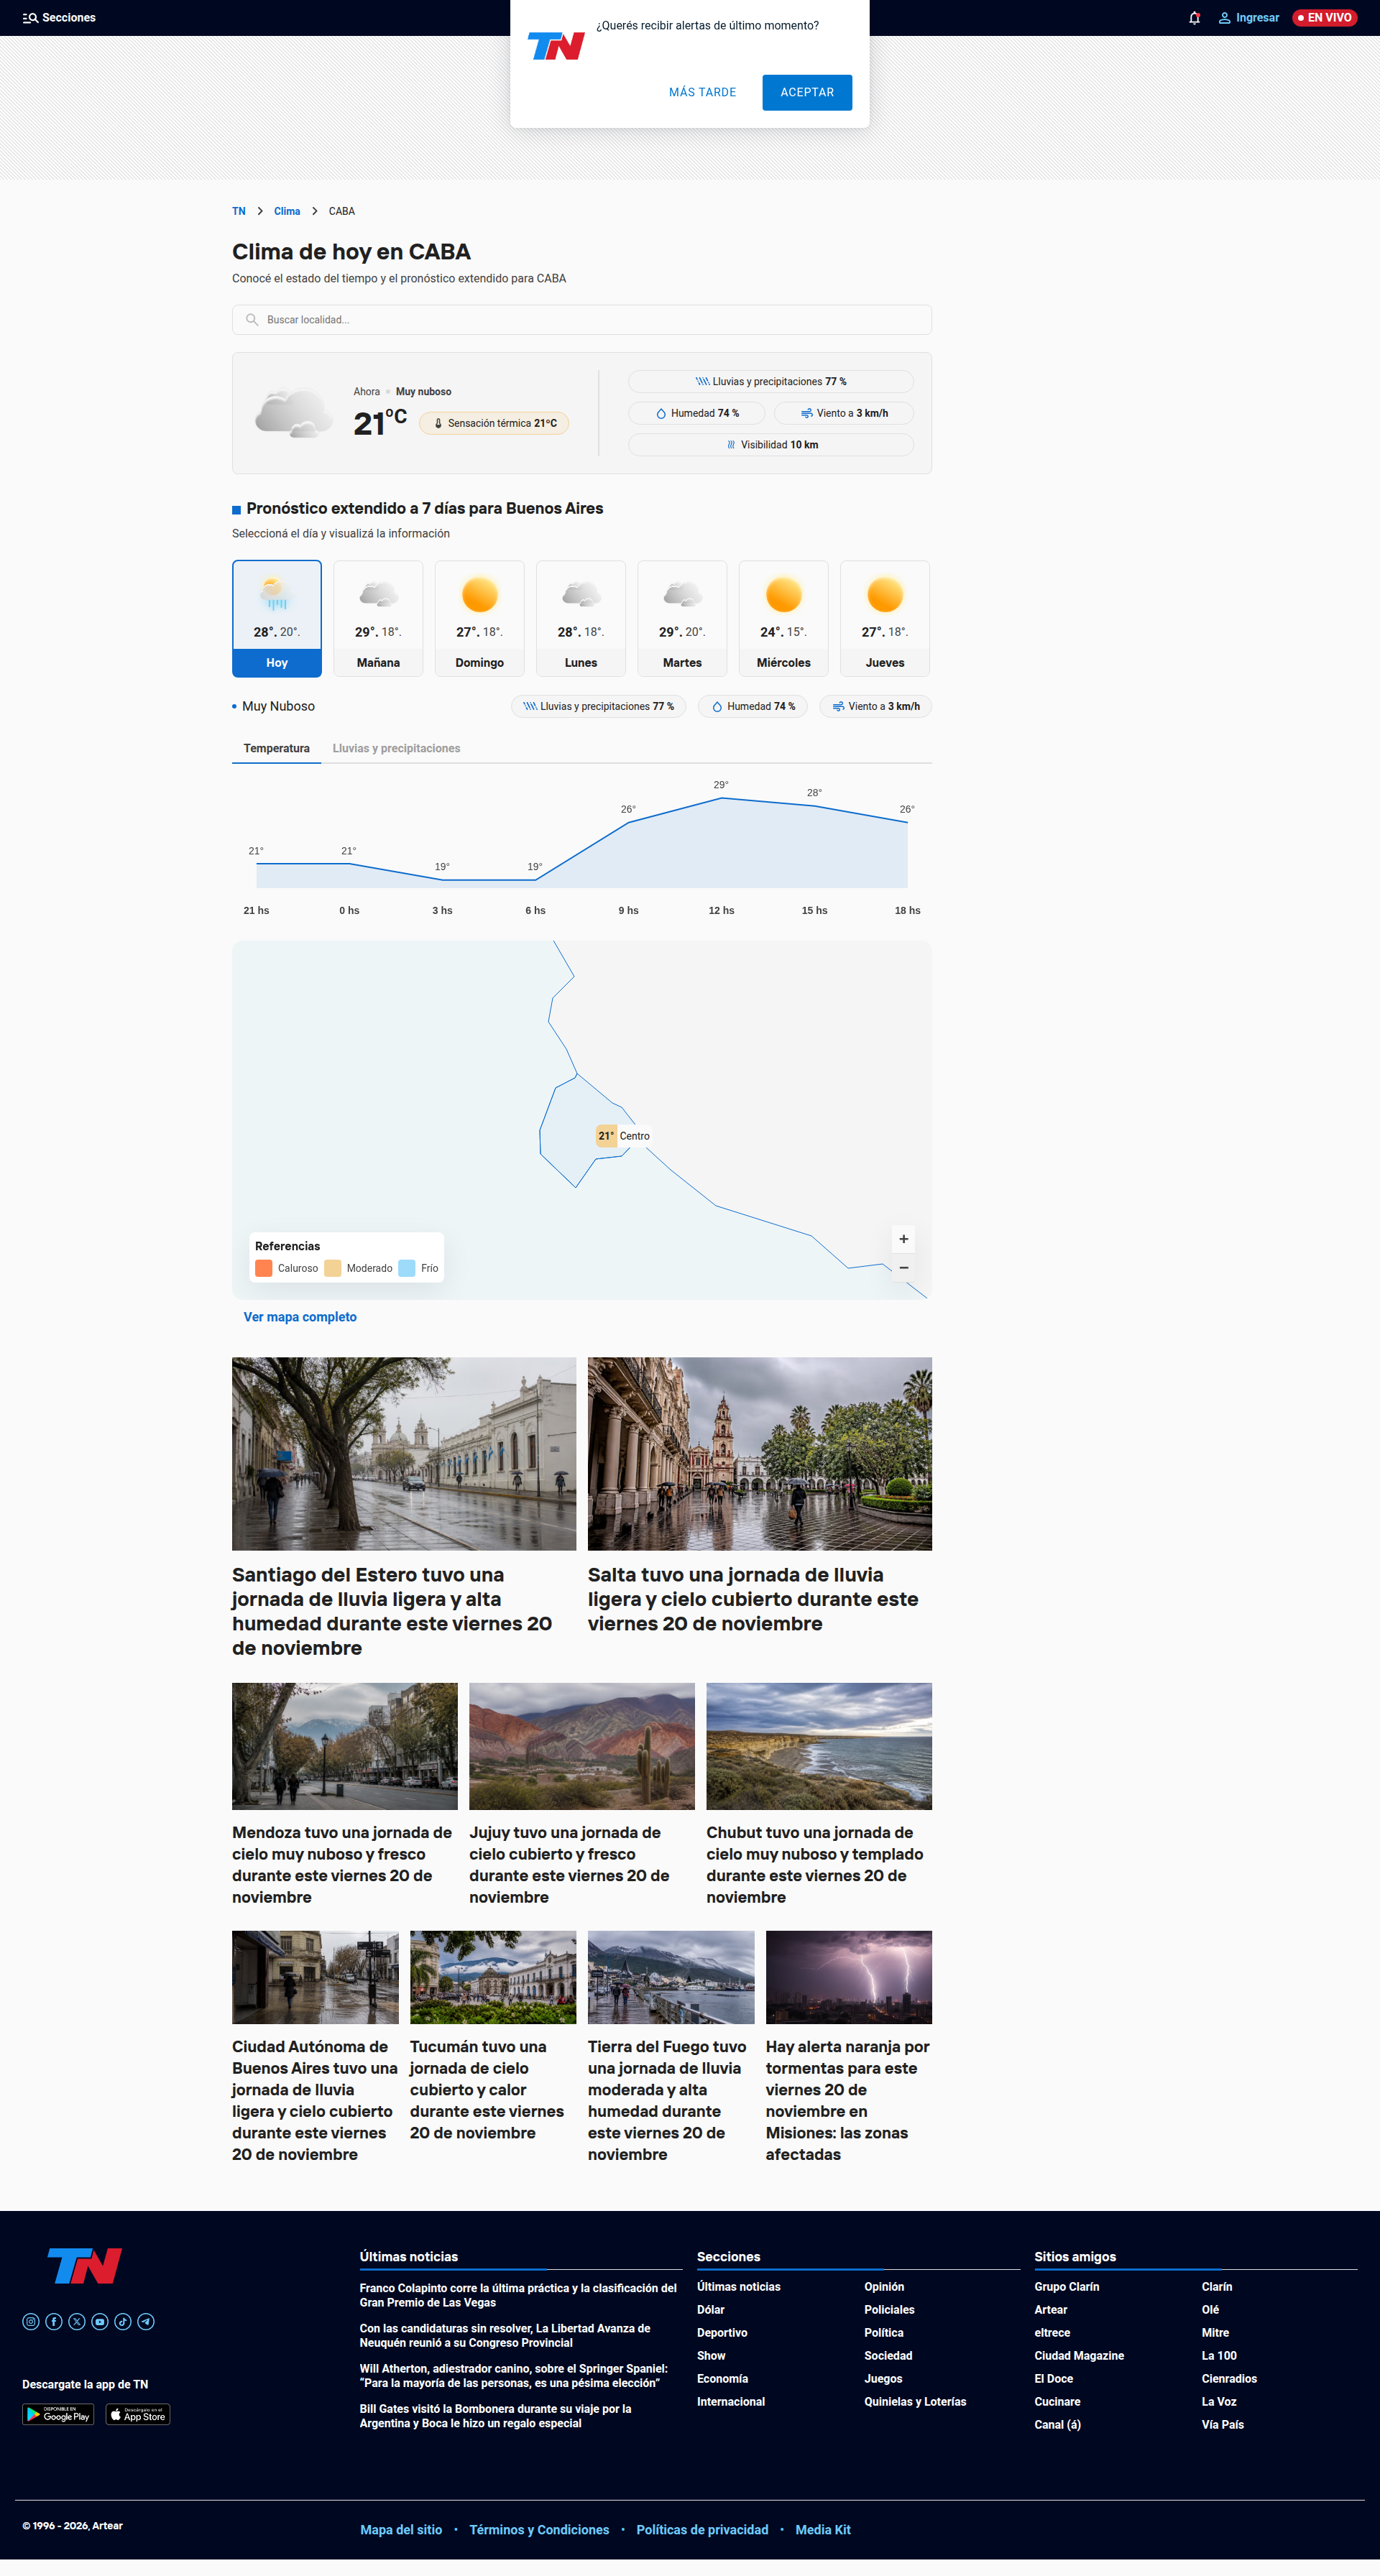 Secciones
TN
¿Querés recibir alertas de último momento?
MÁS TARDE
ACEPTAR
Ingresar
EN VIVO
TN
Clima
CABA
Clima de hoy en CABA
Conocé el estado del tiempo y el pronóstico extendido para CABA
Buscar localidad...
Ahora Muy nuboso
21°C
Sensación térmica 21°C
Lluvias y precipitaciones 77 %
Humedad 74 %
Viento a 3 km/h
Visibilidad 10 km
Pronóstico extendido a 7 días para Buenos Aires
Seleccioná el día y visualizá la información
28°. 20°.
Hoy
29°. 18°.
Mañana
27°. 18°.
Domingo
28°. 18°.
Lunes
29°. 20°.
Martes
24°. 15°.
Miércoles
27°. 18°.
Jueves
Muy Nuboso
Lluvias y precipitaciones 77 %
Humedad 74 %
Viento a 3 km/h
Temperatura
Lluvias y precipitaciones
21° 21° 19° 19° 26° 29° 28° 26°
21 hs 0 hs 3 hs 6 hs 9 hs 12 hs 15 hs 18 hs
21° Centro
+
−
Referencias
Caluroso Moderado Frío
Ver mapa completo
Santiago del Estero tuvo una
jornada de lluvia ligera y alta
humedad durante este viernes 20
de noviembre
Salta tuvo una jornada de lluvia
ligera y cielo cubierto durante este
viernes 20 de noviembre
Mendoza tuvo una jornada de
cielo muy nuboso y fresco
durante este viernes 20 de
noviembre
Jujuy tuvo una jornada de
cielo cubierto y fresco
durante este viernes 20 de
noviembre
Chubut tuvo una jornada de
cielo muy nuboso y templado
durante este viernes 20 de
noviembre
Ciudad Autónoma de
Buenos Aires tuvo una
jornada de lluvia
ligera y cielo cubierto
durante este viernes
20 de noviembre
Tucumán tuvo una
jornada de cielo
cubierto y calor
durante este viernes
20 de noviembre
Tierra del Fuego tuvo
una jornada de lluvia
moderada y alta
humedad durante
este viernes 20 de
noviembre
Hay alerta naranja por
tormentas para este
viernes 20 de
noviembre en
Misiones: las zonas
afectadas
TN
Descargate la app de TN
DISPONIBLE EN
Google Play
Descárgalo en el
App Store
Últimas noticias
Franco Colapinto corre la última práctica y la clasificación del
Gran Premio de Las Vegas
Con las candidaturas sin resolver, La Libertad Avanza de
Neuquén reunió a su Congreso Provincial
Will Atherton, adiestrador canino, sobre el Springer Spaniel:
“Para la mayoría de las personas, es una pésima elección”
Bill Gates visitó la Bombonera durante su viaje por la
Argentina y Boca le hizo un regalo especial
Secciones
Últimas noticias
Dólar
Deportivo
Show
Economía
Internacional
Opinión
Policiales
Política
Sociedad
Juegos
Quinielas y Loterías
Sitios amigos
Grupo Clarín
Artear
eltrece
Ciudad Magazine
El Doce
Cucinare
Canal (á)
Clarín
Olé
Mitre
La 100
Cienradios
La Voz
Vía País
© 1996 - 2026, Artear
Mapa del sitio • Términos y Condiciones • Políticas de privacidad • Media Kit